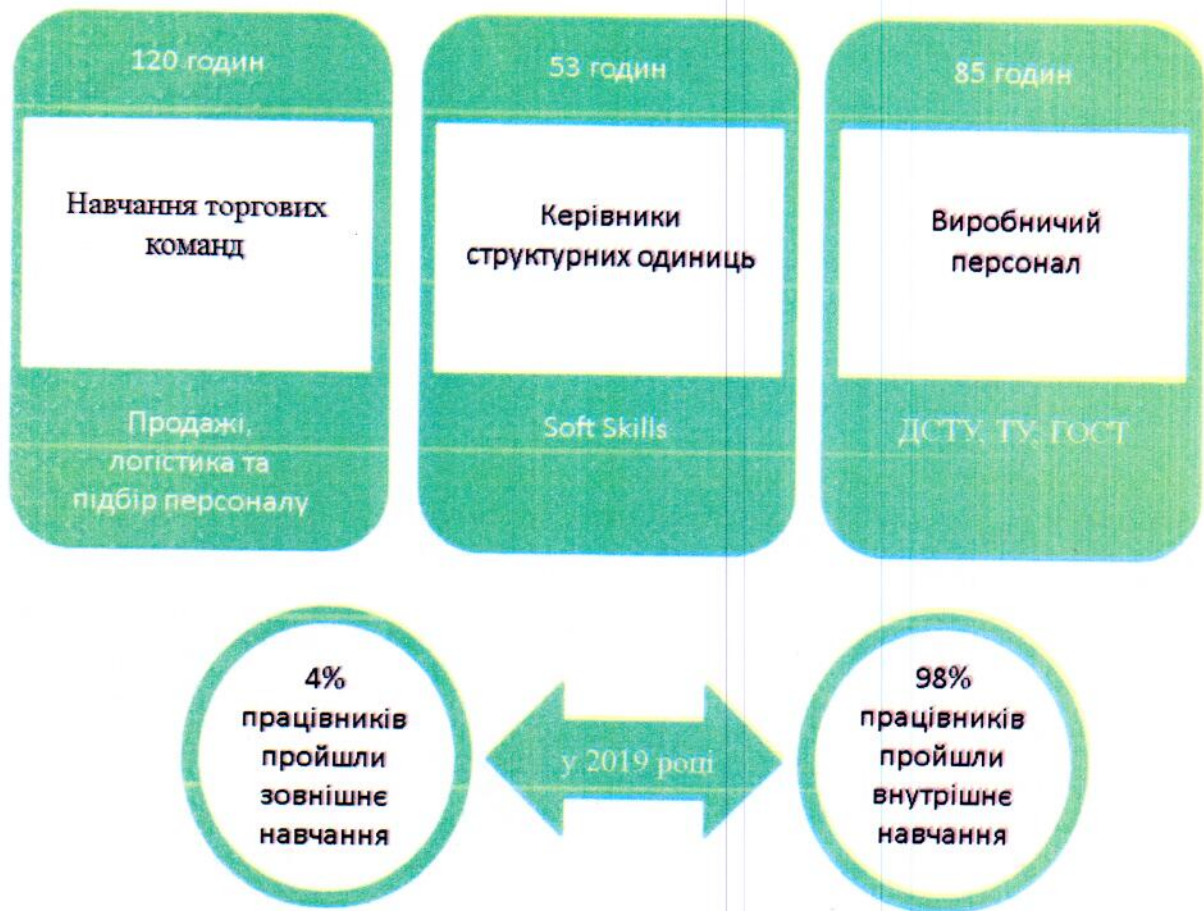 120 годин
Навчання торгових
команд
Продажі,
логістика та
підбір персоналу
53 годин
Керівники
структурних одиниць
Soft Skills
85 годин
Виробничий
персонал
ДСТУ, ТУ, ГОСТ
4%
працівників
пройшли
зовнішнє
навчання
у 2019 році
98%
працівників
пройшли
внутрішнє
навчання